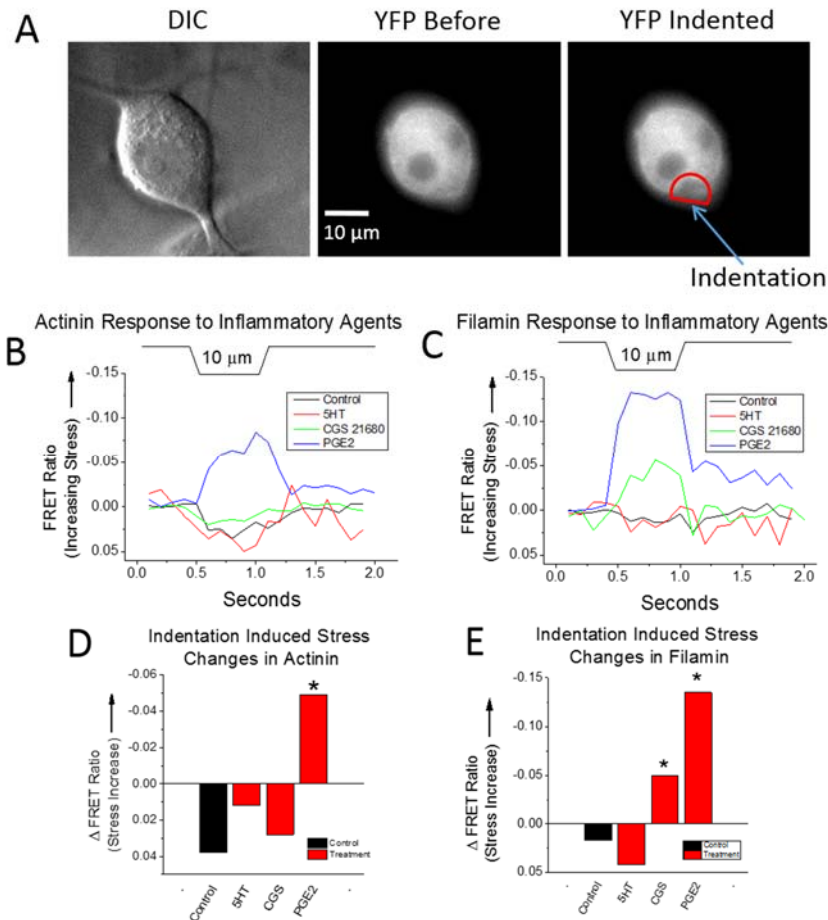 A
DIC
YFP Before
YFP Indented
10 µm
Indentation
Actinin Response to Inflammatory Agents
B
10 µm
-0.15
-0.10
-0.05
0.00
0.05
FRET Ratio
(Increasing Stress)
Control
5HT
CGS 21680
PGE2
0.0 0.5 1.0 1.5 2.0
Seconds
Filamin Response to Inflammatory Agents
C
10 µm
-0.15
-0.10
-0.05
0.00
0.05
FRET Ratio
(Increasing Stress)
Control
5HT
CGS 21680
PGE2
0.0 0.5 1.0 1.5 2.0
Seconds
D
Indentation Induced Stress
Changes in Actinin
-0.06
-0.04
-0.02
0.00
0.02
0.04
Δ FRET Ratio
(Stress Increase)
*
Control
Treatment
- Control 5HT CGS PGE2 -
E
Indentation Induced Stress
Changes in Filamin
-0.15
-0.10
-0.05
0.00
0.05
Δ FRET Ratio
(Stress Increase)
*
*
Control
Treatment
- Control 5HT CGS PGE2 -